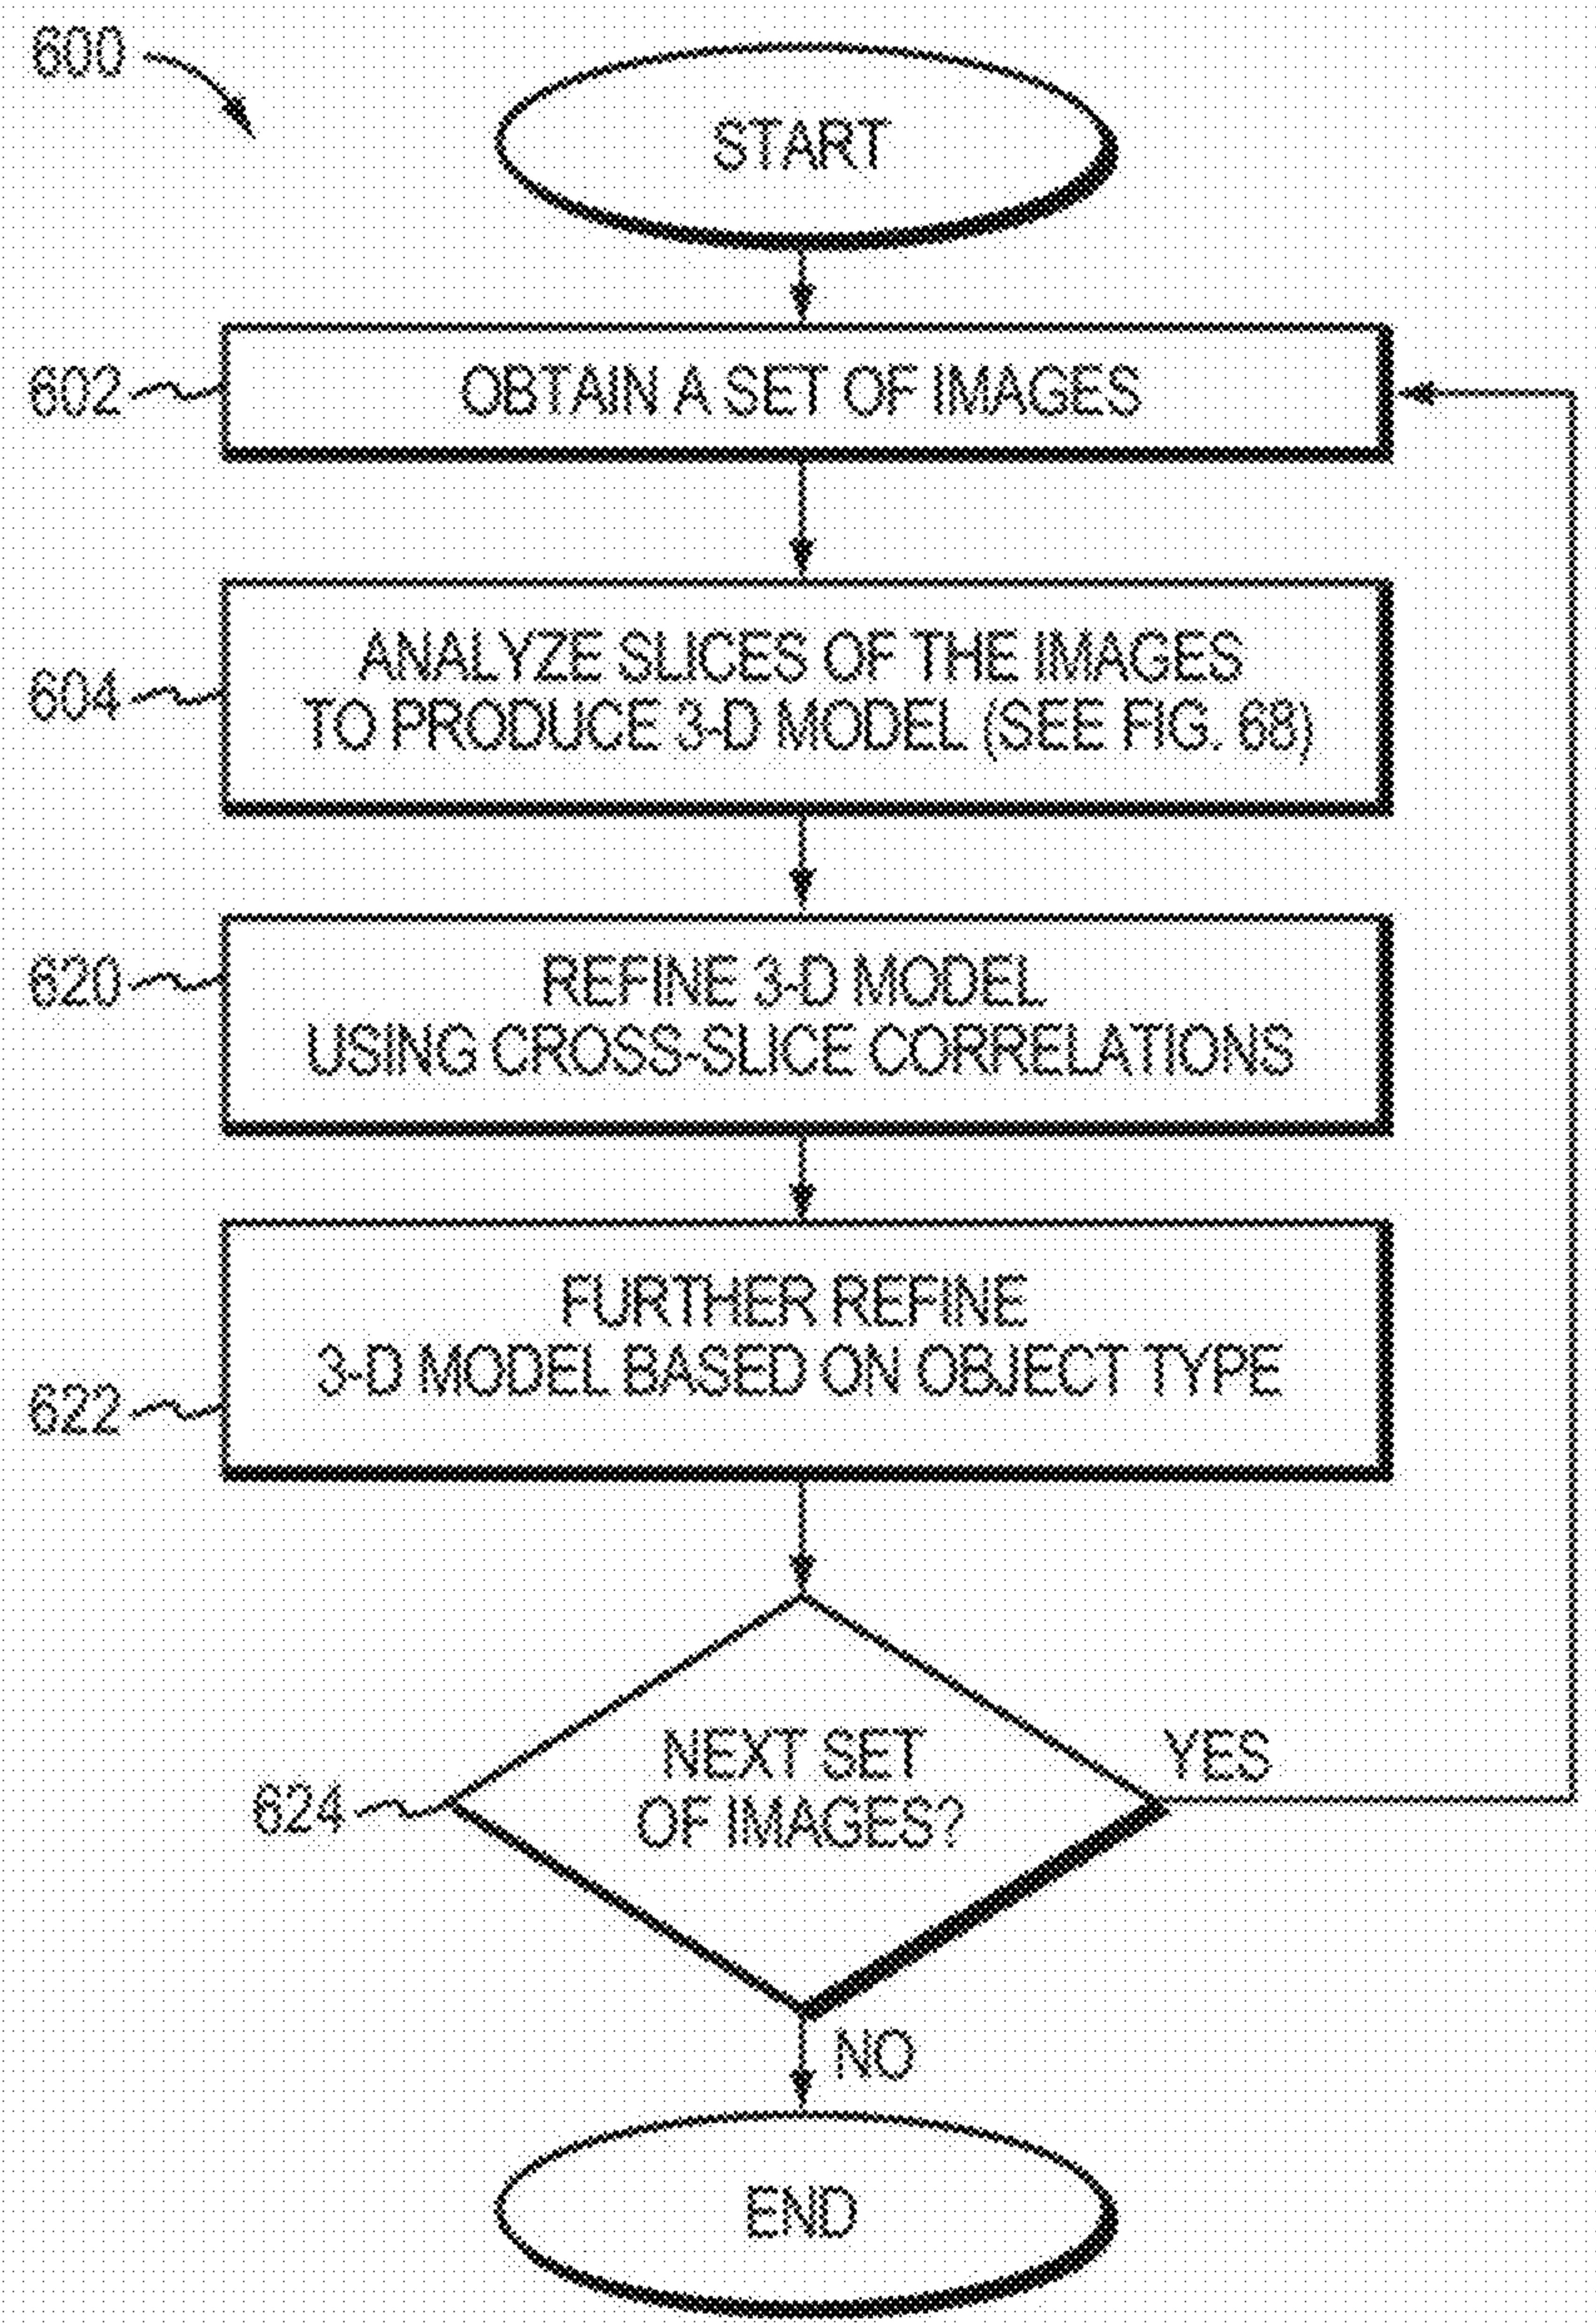 600
START
602
OBTAIN A SET OF IMAGES
604
ANALYZE SLICES OF THE IMAGES
TO PRODUCE 3-D MODEL (SEE FIG. 6B)
620
REFINE 3-D MODEL
USING CROSS-SLICE CORRELATIONS
622
FURTHER REFINE
3-D MODEL BASED ON OBJECT TYPE
624
NEXT SET
OF IMAGES?
YES
NO
END